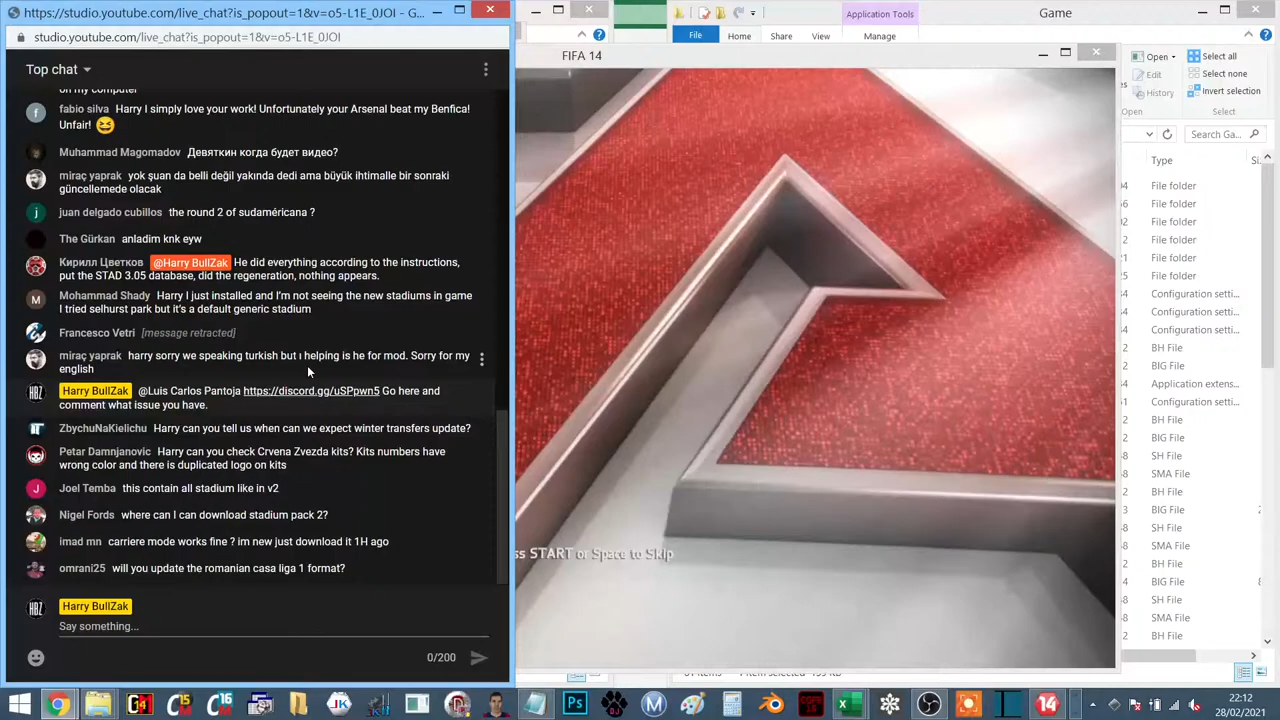 https://studio.youtube.com/live_chat?is_popout=1&v=o5-L1E_0JOI - G...
studio.youtube.com/live_chat?is_popout=1&v=o5-L1E_0JOI
Top chat
on my computer
fabio silva Harry I simply love your work! Unfortunately your Arsenal beat my Benfica!
Unfair!
Muhammad Magomadov Девяткин когда будет видео?
miraç yaprak yok şuan da belli değil yakında dedi ama büyük ihtimalle bir sonraki
güncellemede olacak
juan delgado cubillos the round 2 of sudaméricana ?
The Gürkan anladim knk eyw
Кирилл Цветков @Harry BullZak He did everything according to the instructions,
put the STAD 3.05 database, did the regeneration, nothing appears.
Mohammad Shady Harry I just installed and I'm not seeing the new stadiums in game
I tried selhurst park but it's a default generic stadium
Francesco Vetri [message retracted]
miraç yaprak harry sorry we speaking turkish but ı helping is he for mod. Sorry for my
english
Harry BullZak @Luis Carlos Pantoja https://discord.gg/uSPpwn5 Go here and
comment what issue you have.
ZbychuNaKielichu Harry can you tell us when can we expect winter transfers update?
Petar Damnjanovic Harry can you check Crvena Zvezda kits? Kits numbers have
wrong color and there is duplicated logo on kits
Joel Temba this contain all stadium like in v2
Nigel Fords where can I can download stadium pack 2?
imad mn carriere mode works fine ? im new just download it 1H ago
omrani25 will you update the romanian casa liga 1 format?
Harry BullZak
Say something...
0/200
Application Tools
Game
File Home Share View Manage
FIFA 14
ss START or Space to Skip
Open
Edit
History
Open
Select all
Select none
Invert selection
Select
Search Ga...
Type
Si
File folder
File folder
File folder
File folder
File folder
File folder
Configuration setti...
Configuration setti...
Configuration setti...
BH File
BIG File
Application extens...
Configuration setti...
BH File
BIG File
SH File
SMA File
BH File
BIG File
SH File
SMA File
BH File
BIG File
SH File
SMA File
BH File
22:12
28/02/2021